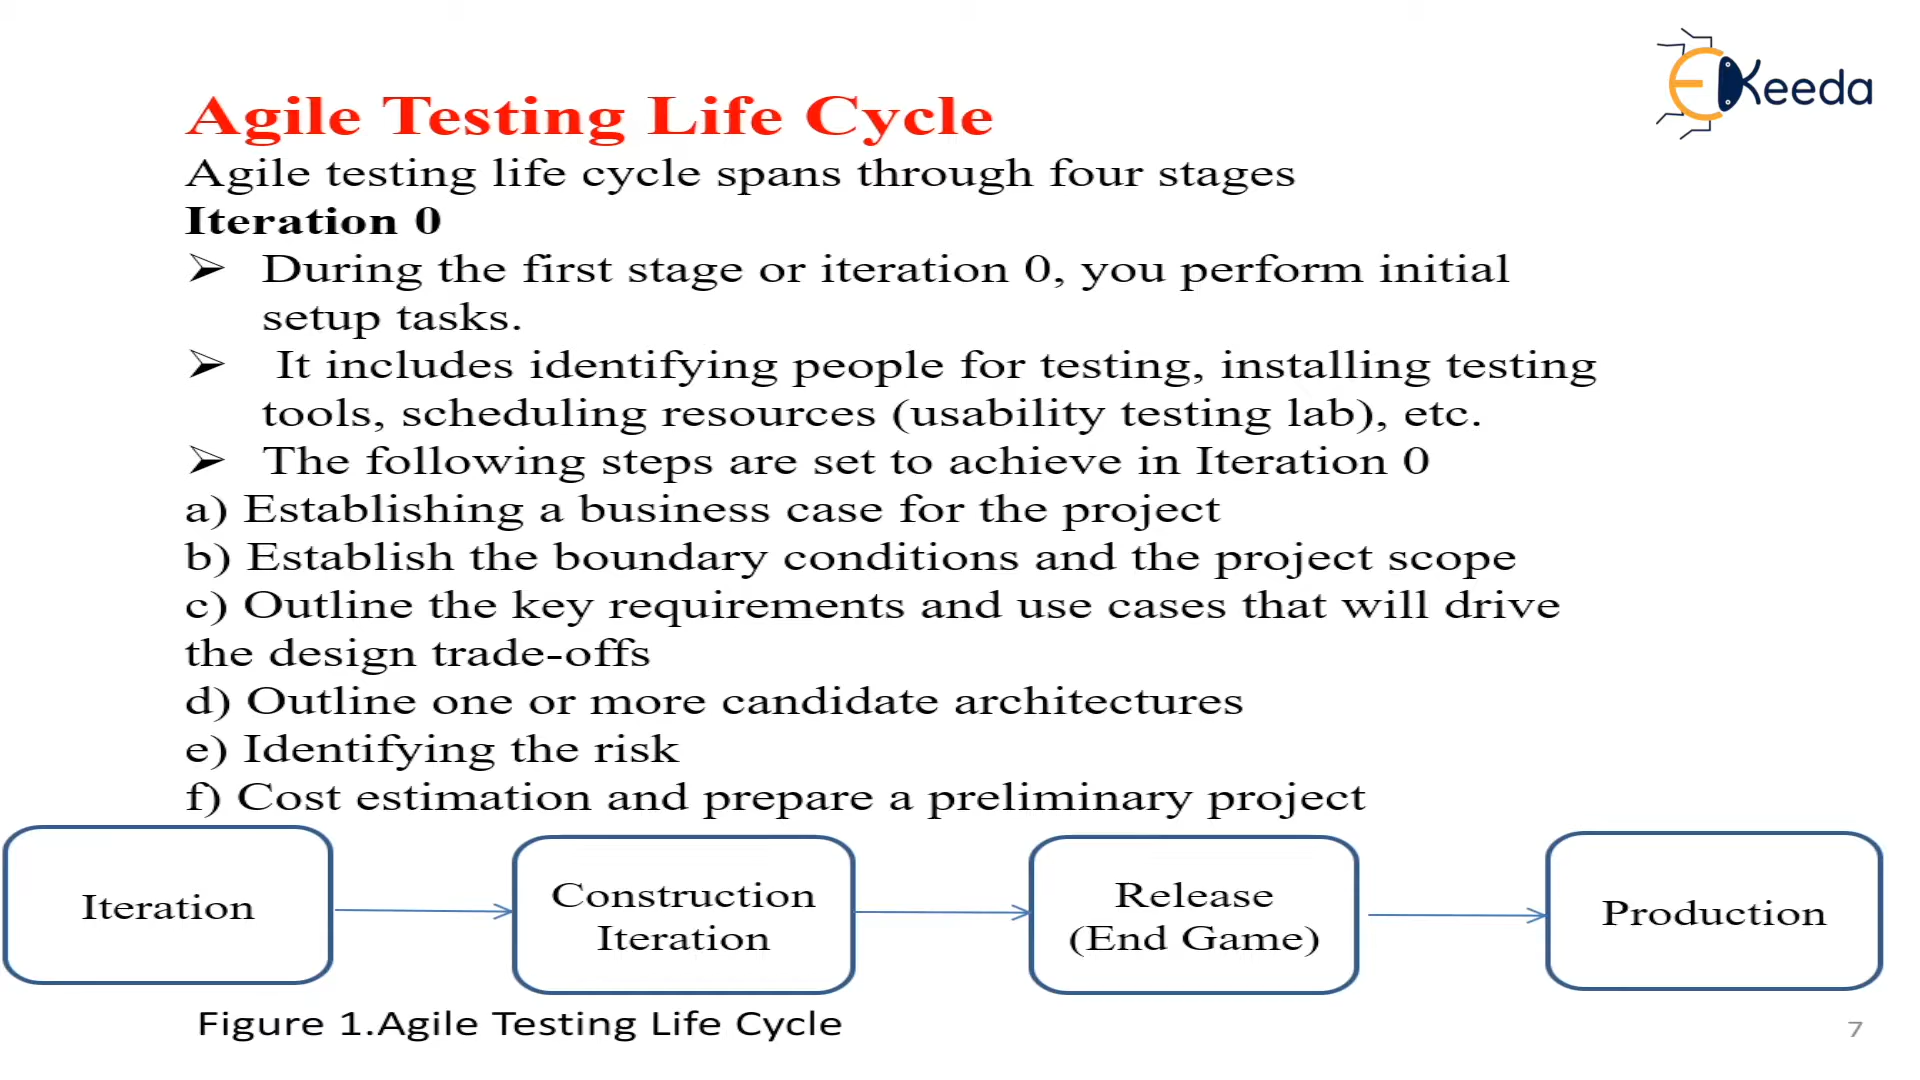 EKeeda
Agile Testing Life Cycle
Agile testing life cycle spans through four stages
Iteration 0
➢ During the first stage or iteration 0, you perform initial
setup tasks.
➢ It includes identifying people for testing, installing testing
tools, scheduling resources (usability testing lab), etc.
➢ The following steps are set to achieve in Iteration 0
a) Establishing a business case for the project
b) Establish the boundary conditions and the project scope
c) Outline the key requirements and use cases that will drive
the design trade-offs
d) Outline one or more candidate architectures
e) Identifying the risk
f) Cost estimation and prepare a preliminary project
Iteration
Construction
Iteration
Release
(End Game)
Production
Figure 1.Agile Testing Life Cycle
7